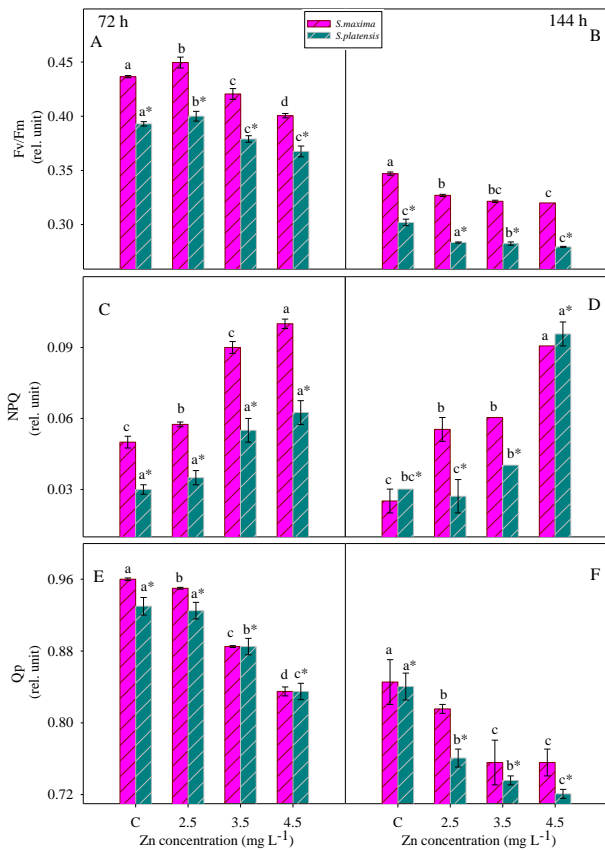 72 h
S.maxima
S.platensis
144 h
A
B
Fv/Fm
(rel. unit)
0.45
0.40
0.35
0.30
a
a*
b
b*
c
c*
d
c*
a
c*
b
a*
bc
b*
c
c*
C
D
NPQ
(rel. unit)
0.09
0.06
0.03
c
a*
b
a*
c
a*
a
a*
c
bc*
b
c*
b
b*
a
a*
E
F
Qp
(rel. unit)
0.96
0.88
0.80
0.72
a
a*
b
a*
c
b*
d
c*
a
a*
b
b*
c
b*
c
c*
C 2.5 3.5 4.5 C 2.5 3.5 4.5
Zn concentration (mg L-1) Zn concentration (mg L-1)